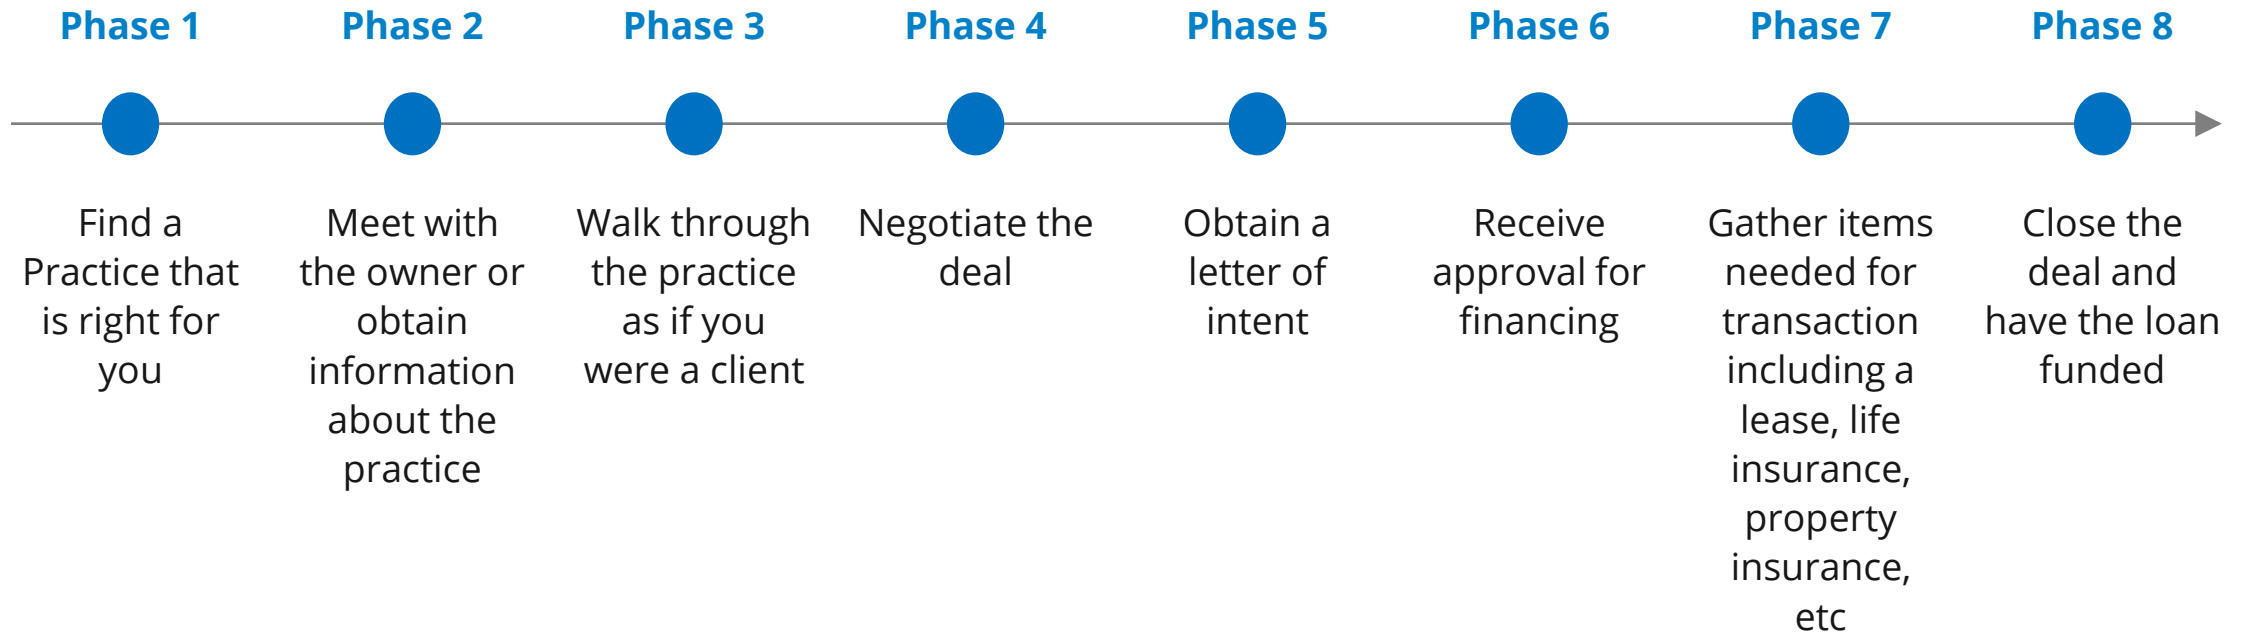 Phase 1
Find a
Practice that
is right for
you
Phase 2
Meet with
the owner or
obtain
information
about the
practice
Phase 3
Walk through
the practice
as if you
were a client
Phase 4
Negotiate the
deal
Phase 5
Obtain a
letter of
intent
Phase 6
Receive
approval for
financing
Phase 7
Gather items
needed for
transaction
including a
lease, life
insurance,
property
insurance,
etc
Phase 8
Close the
deal and
have the loan
funded